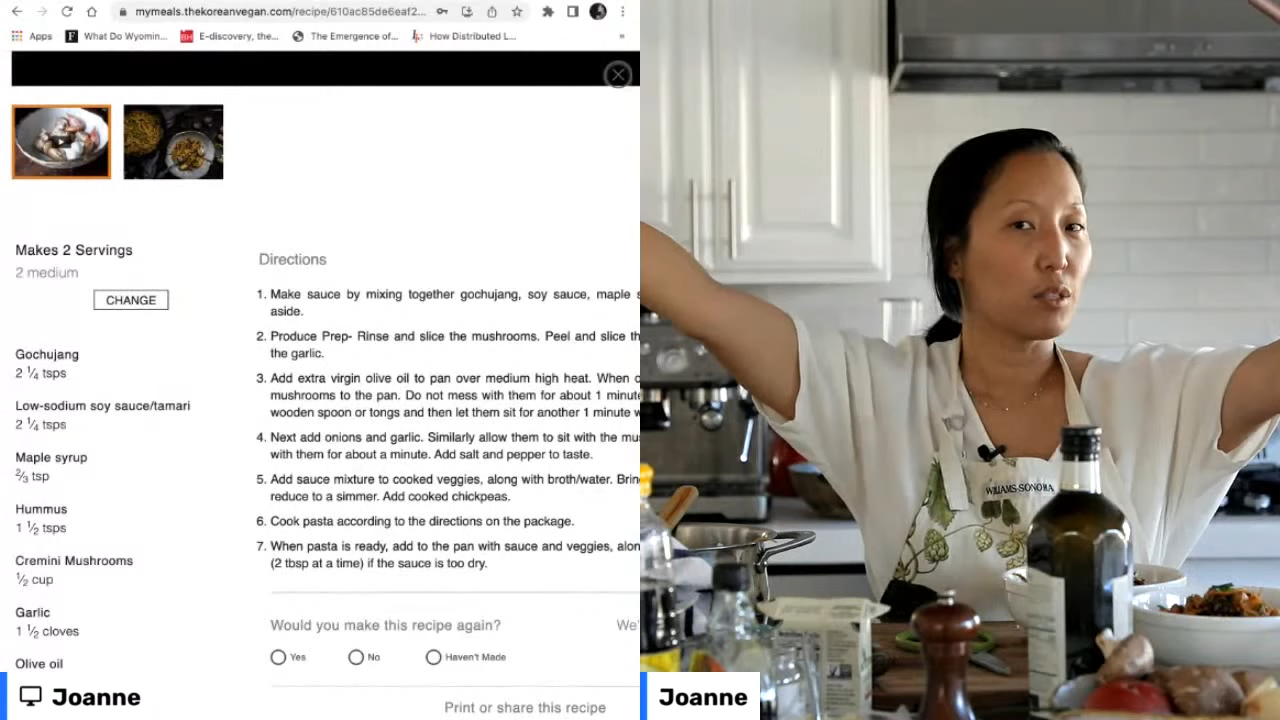 mymeals.thekoreanvegan.com/recipe/610ac85de6eaf2...
Apps
What Do Wyomin...
E-discovery, the...
The Emergence of...
How Distributed L...
»
Makes 2 Servings
2 medium
CHANGE
Gochujang
2 1/4 tsps
Low-sodium soy sauce/tamari
2 1/4 tsps
Maple syrup
2/3 tsp
Hummus
1 1/2 tsps
Cremini Mushrooms
1/2 cup
Garlic
1 1/2 cloves
Olive oil
Directions
1. Make sauce by mixing together gochujang, soy sauce, maple s
aside.
2. Produce Prep- Rinse and slice the mushrooms. Peel and slice th
the garlic.
3. Add extra virgin olive oil to pan over medium high heat. When o
mushrooms to the pan. Do not mess with them for about 1 minute
wooden spoon or tongs and then let them sit for another 1 minute w
4. Next add onions and garlic. Similarly allow them to sit with the mu
with them for about a minute. Add salt and pepper to taste.
5. Add sauce mixture to cooked veggies, along with broth/water. Brin
reduce to a simmer. Add cooked chickpeas.
6. Cook pasta according to the directions on the package.
7. When pasta is ready, add to the pan with sauce and veggies, alon
(2 tbsp at a time) if the sauce is too dry.
Would you make this recipe again?
We'
Yes
No
Haven't Made
Print or share this recipe
Joanne
WILLIAMS-SONOMA
Joanne